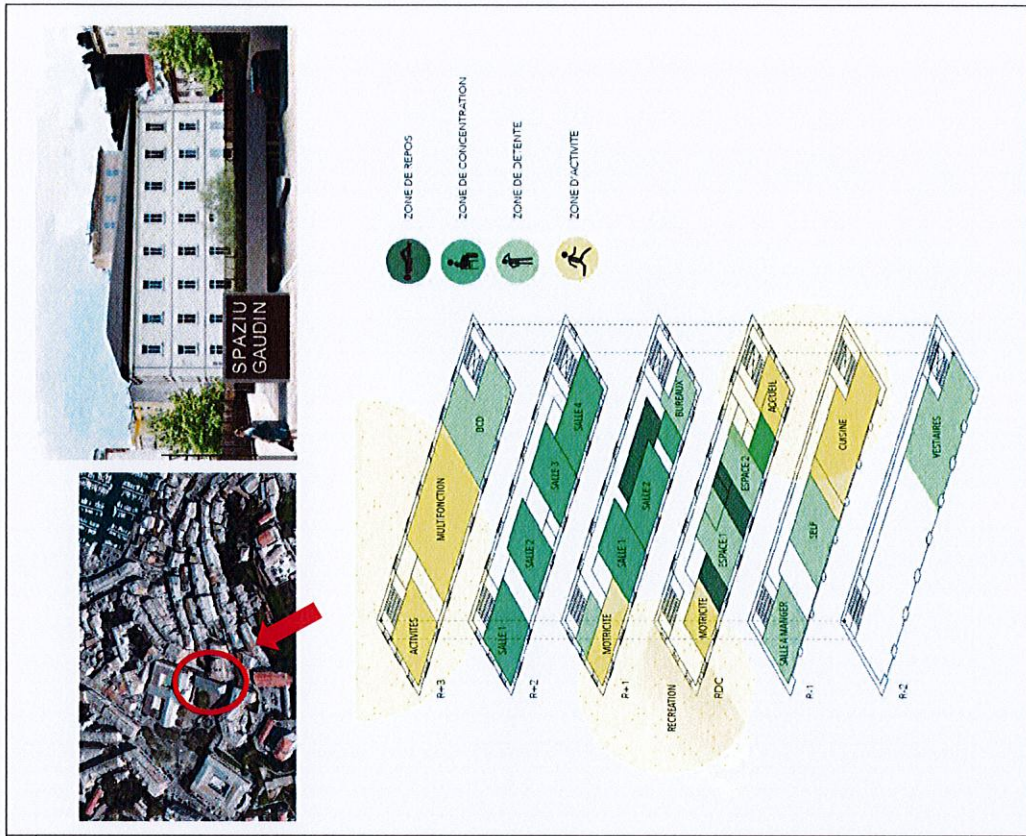 SPAZIU
GAUDIN
ZONE DE REPOS
ZONE DE CONCENTRATION
ZONE DE DETENTE
ZONE D'ACTIVITE
R+3
ACTIVITES
MULTIFONCTION
BCD
R+2
SALLE 1
SALLE 2
SALLE 3
SALLE 4
R+1
MOTRICITE
SALLE 1
SALLE 2
BUREAUX
RECREATION
RDC
MOTRICITE
ESPACE 1
ESPACE 2
ACCUEIL
R-1
SALLE A MANGER
SELF
CUISINE
R-2
VESTIAIRES